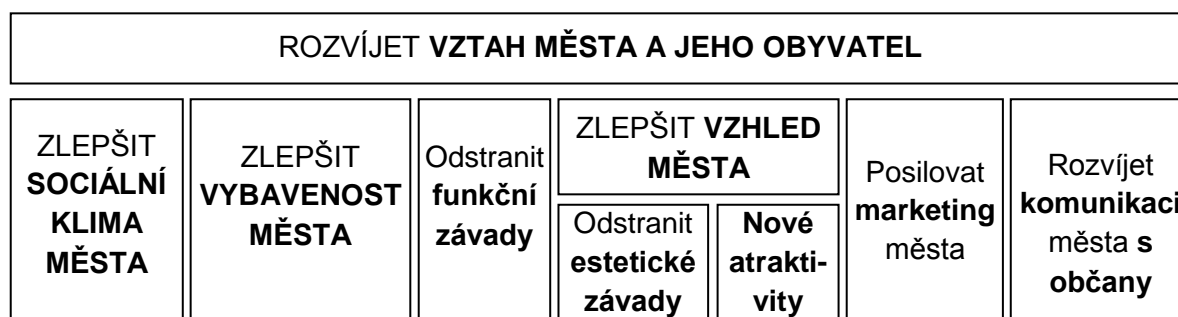 ROZVÍJET VZTAH MĚSTA A JEHO OBYVATEL
ZLEPŠIT
SOCIÁLNÍ
KLIMA
MĚSTA
ZLEPŠIT
VYBAVENOST
MĚSTA
Odstranit
funkční
závady
ZLEPŠIT VZHLED
MĚSTA
Odstranit
estetické
závady
Nové
atrakti-
vity
Posilovat
marketing
města
Rozvíjet
komunikaci
města s
občany